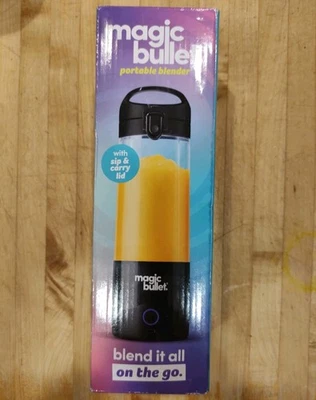 magic
bullet
portable blender
with
sip &
carry
lid
magic
bullet
blend it all
on the go.